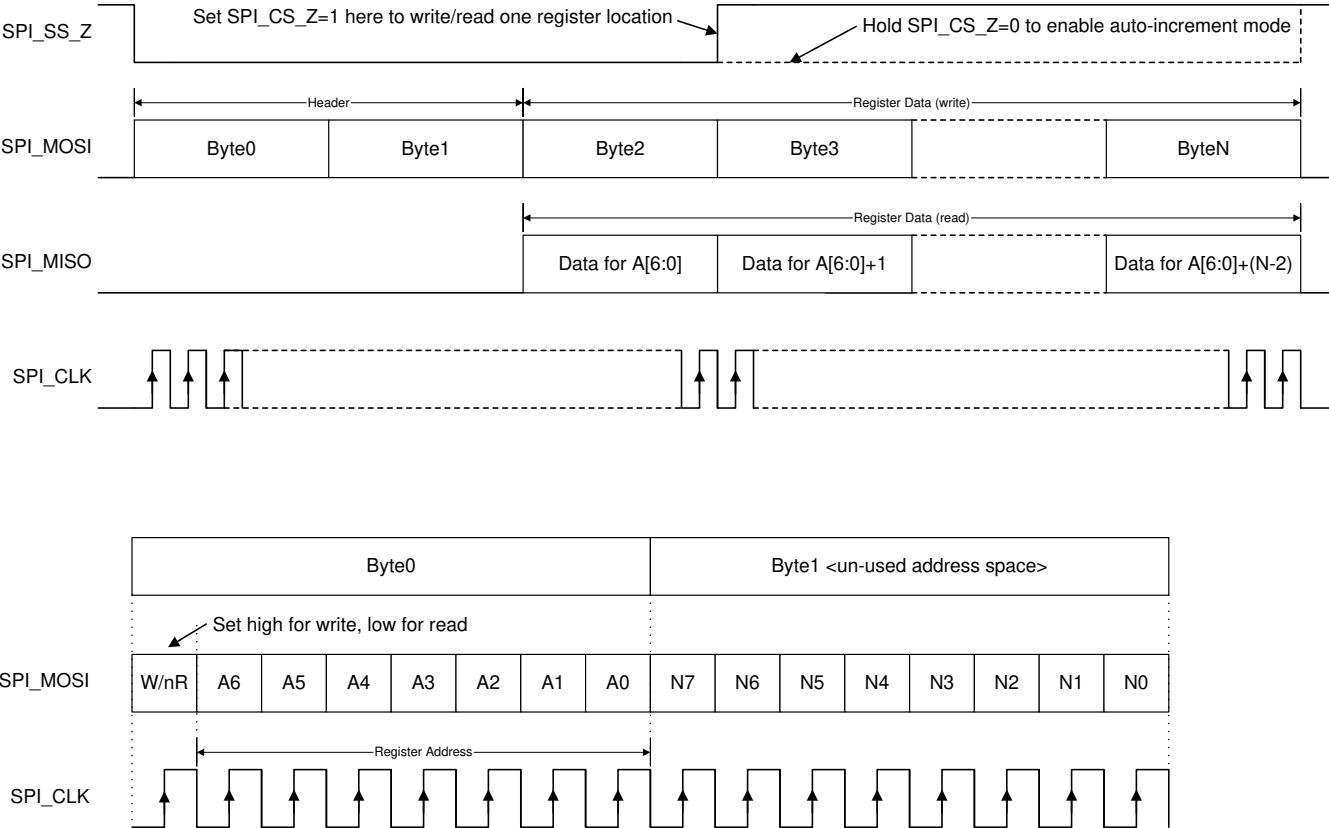 Set SPI_CS_Z=1 here to write/read one register location
Hold SPI_CS_Z=0 to enable auto-increment mode
SPI_SS_Z
Header
Register Data (write)
SPI_MOSI
Byte0
Byte1
Byte2
Byte3
ByteN
Register Data (read)
SPI_MISO
Data for A[6:0]
Data for A[6:0]+1
Data for A[6:0]+(N-2)
SPI_CLK
Byte0
Byte1 <un-used address space>
Set high for write, low for read
SPI_MOSI
W/nR
A6
A5
A4
A3
A2
A1
A0
N7
N6
N5
N4
N3
N2
N1
N0
Register Address
SPI_CLK